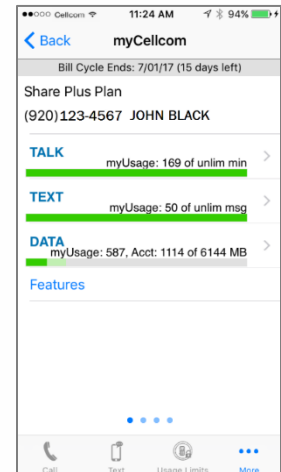 Cellcom 11:24 AM 94%
Back myCellcom
Bill Cycle Ends: 7/01/17 (15 days left)
Share Plus Plan
(920)123-4567 JOHN BLACK
TALK
myUsage: 169 of unlim min
TEXT
myUsage: 50 of unlim msg
DATA
myUsage: 587, Acct: 1114 of 6144 MB
Features
Call Text Usage Limits More